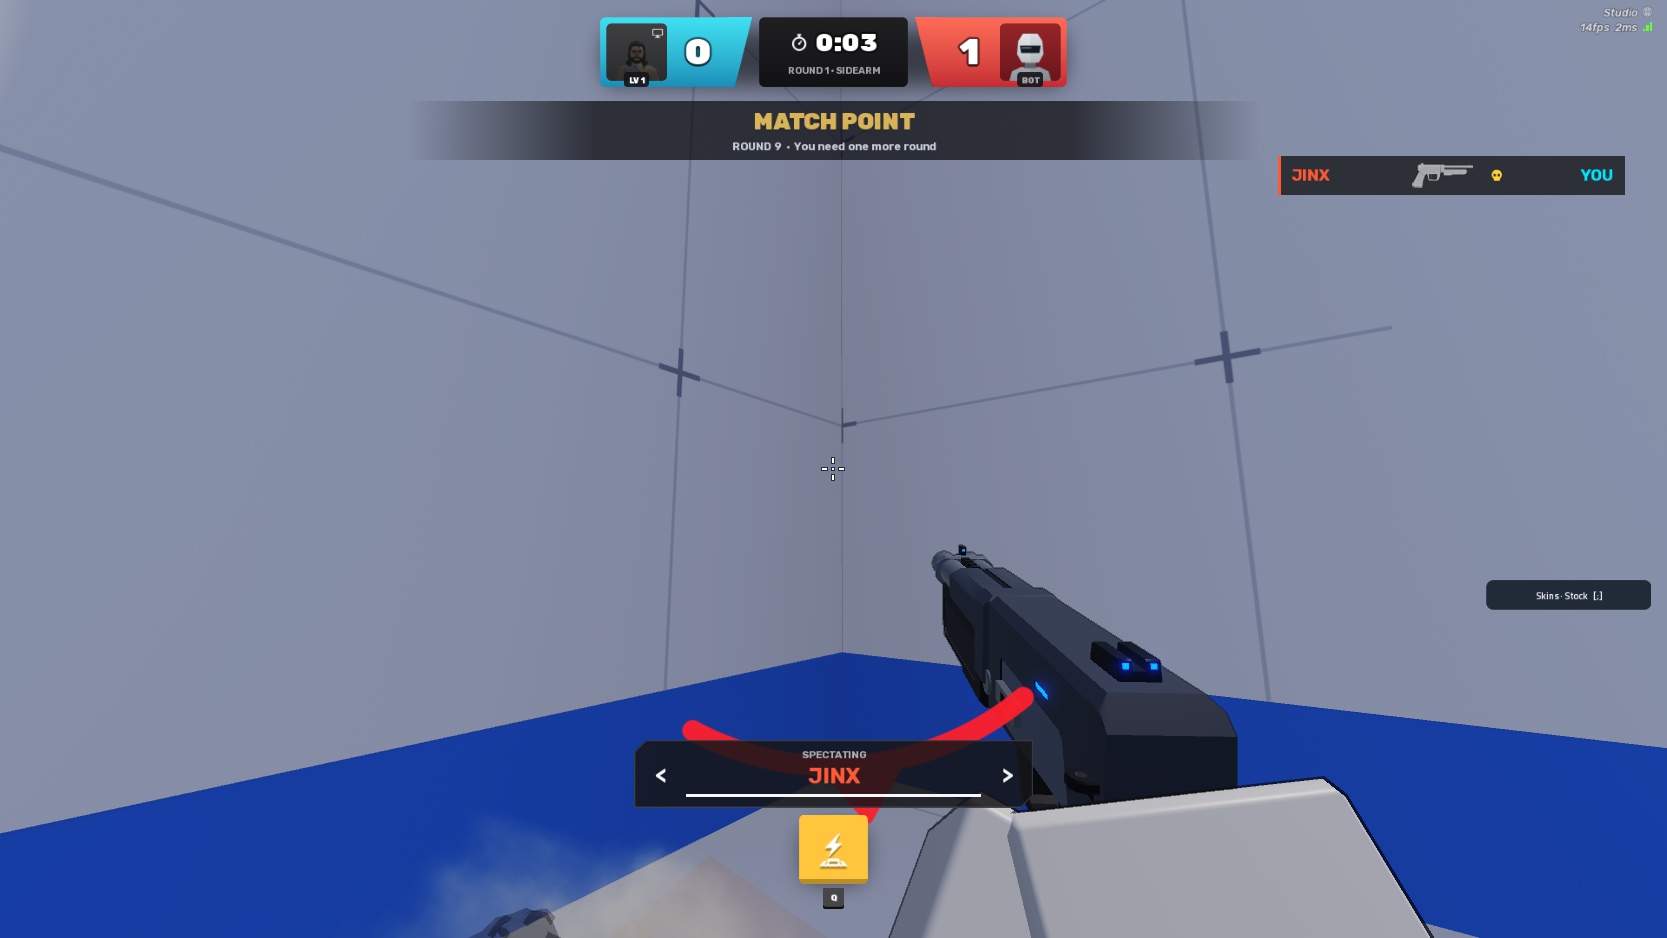 Studio
14fps 2ms
0
LV 1
0:03
ROUND 1 · SIDEARM
1
BOT
MATCH POINT
ROUND 9 · You need one more round
JINX
YOU
Skins · Stock [;]
SPECTATING
< JINX >
Q